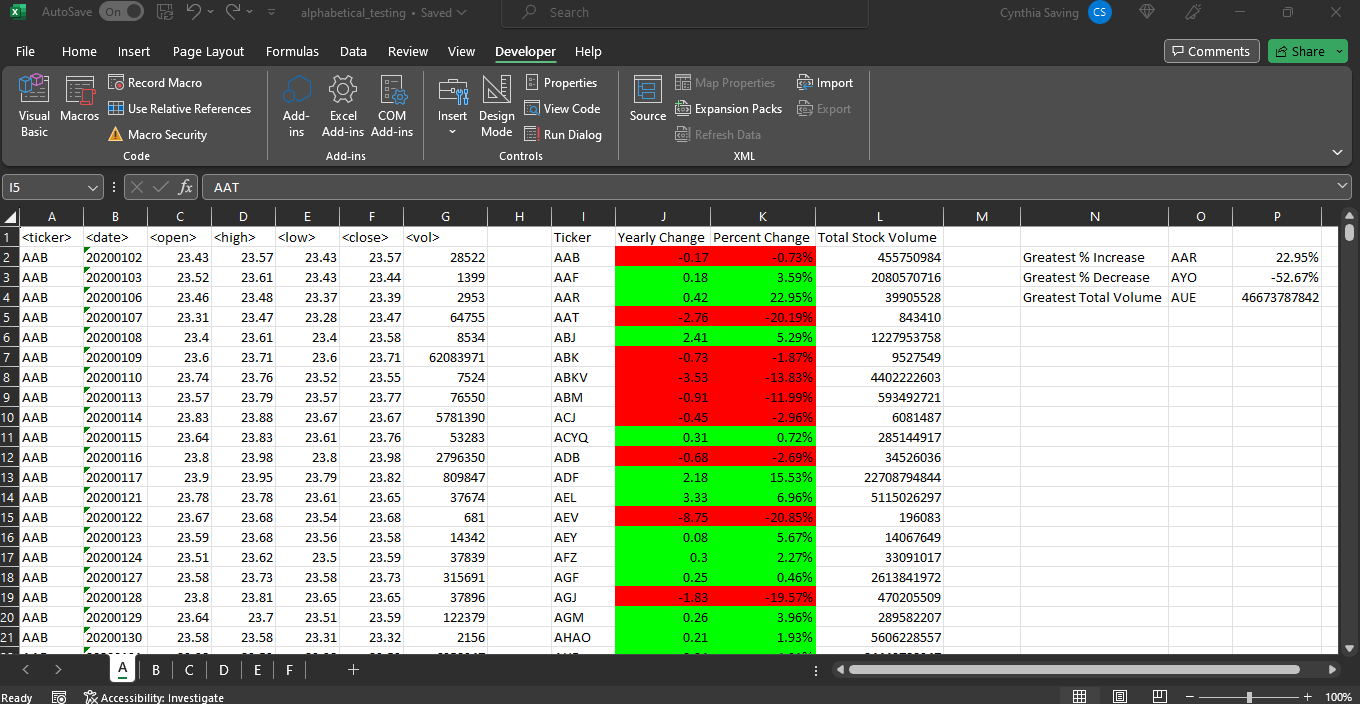 AutoSave On alphabetical_testing • Saved Search Cynthia Saving CS
File Home Insert Page Layout Formulas Data Review View Developer Help Comments Share
Visual Basic Macros Record Macro Use Relative References Macro Security Code
Add-ins Excel Add-ins COM Add-ins Add-ins
Insert Design Mode Properties View Code Run Dialog Controls
Source Map Properties Expansion Packs Refresh Data Import Export XML
I5 fx AAT
A B C D E F G H I J K L M N O P
1 <ticker> <date> <open> <high> <low> <close> <vol> Ticker Yearly Change Percent Change Total Stock Volume
2 AAB 20200102 23.43 23.57 23.43 23.57 28522 AAB -0.17 -0.73% 455750984 Greatest % Increase AAR 22.95%
3 AAB 20200103 23.52 23.61 23.43 23.44 1399 AAF 0.18 3.59% 2080570716 Greatest % Decrease AYO -52.67%
4 AAB 20200106 23.46 23.48 23.37 23.39 2953 AAR 0.42 22.95% 39905528 Greatest Total Volume AUE 46673787842
5 AAB 20200107 23.31 23.47 23.28 23.47 64755 AAT -2.76 -20.19% 843410
6 AAB 20200108 23.4 23.61 23.4 23.58 8534 ABJ 2.41 5.29% 1227953758
7 AAB 20200109 23.6 23.71 23.6 23.71 62083971 ABK -0.73 -1.87% 9527549
8 AAB 20200110 23.74 23.76 23.52 23.55 7524 ABKV -3.53 -13.83% 4402222603
9 AAB 20200113 23.57 23.79 23.57 23.77 76550 ABM -0.91 -11.99% 593492721
10 AAB 20200114 23.83 23.88 23.67 23.67 5781390 ACJ -0.45 -2.96% 6081487
11 AAB 20200115 23.64 23.83 23.61 23.76 53283 ACYQ 0.31 0.72% 285144917
12 AAB 20200116 23.8 23.98 23.8 23.98 2796350 ADB -0.68 -2.69% 34526036
13 AAB 20200117 23.9 23.95 23.79 23.82 809847 ADF 2.18 15.53% 22708794844
14 AAB 20200121 23.78 23.78 23.61 23.65 37674 AEL 3.33 6.96% 5115026297
15 AAB 20200122 23.67 23.68 23.54 23.68 681 AEV -8.75 -20.85% 196083
16 AAB 20200123 23.59 23.68 23.56 23.58 14342 AEY 0.08 5.67% 14067649
17 AAB 20200124 23.51 23.62 23.5 23.59 37839 AFZ 0.3 2.27% 33091017
18 AAB 20200127 23.58 23.73 23.58 23.73 315691 AGF 0.25 0.46% 2613841972
19 AAB 20200128 23.8 23.81 23.65 23.65 37896 AGJ -1.83 -19.57% 470205509
20 AAB 20200129 23.64 23.7 23.51 23.59 122379 AGM 0.26 3.96% 289582207
21 AAB 20200130 23.58 23.58 23.31 23.32 2156 AHAO 0.21 1.93% 5606228557
A B C D E F
Ready Accessibility: Investigate 100%